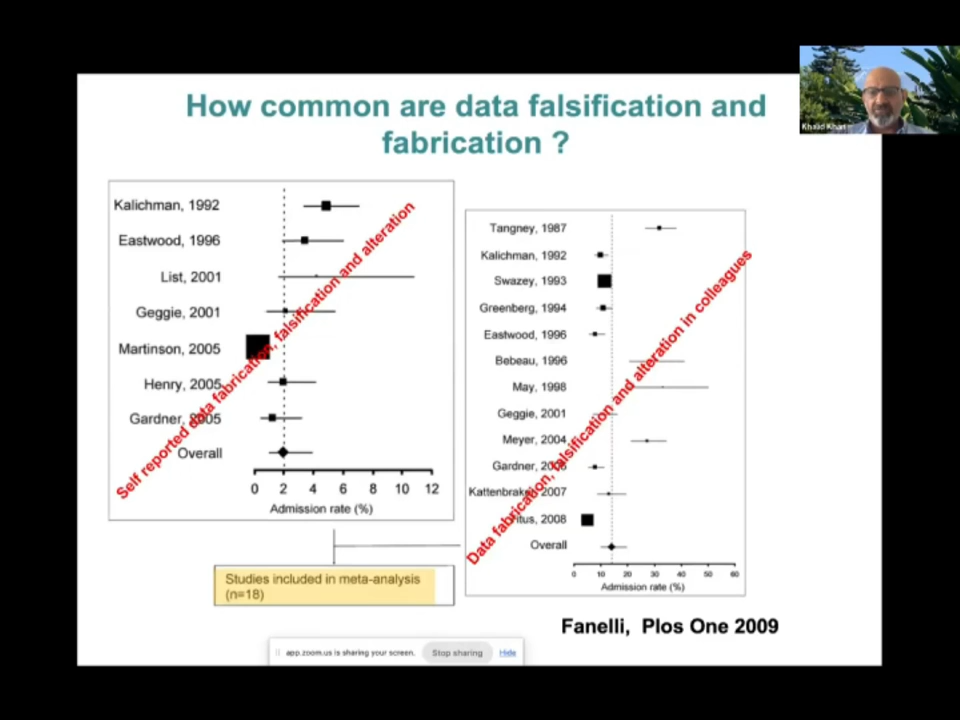 How common are data falsification and
fabrication ?
Khalid Khan
Kalichman, 1992
Eastwood, 1996
List, 2001
Geggie, 2001
Martinson, 2005
Henry, 2005
Gardner, 2005
Overall
0 2 4 6 8 10 12
Admission rate (%)
Self reported data fabrication, falsification and alteration
Tangney, 1987
Kalichman, 1992
Swazey, 1993
Greenberg, 1994
Eastwood, 1996
Bebeau, 1996
May, 1998
Geggie, 2001
Meyer, 2004
Gardner,
2007
2008
Overall
0 10 20 30 40 50 60
Admission rate (%)
Data fabrication, falsification and alteration in colleagues
Studies included in meta-analysis
(n=18)
Fanelli, Plos One 2009
app.zoom.us is sharing your screen. Stop sharing Hide